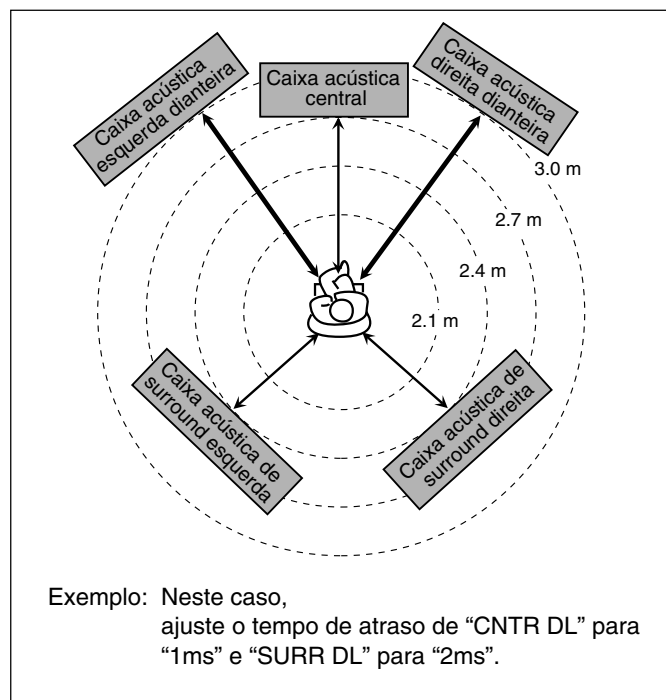 Caixa acústica
esquerda dianteira
Caixa acústica
central
Caixa acústica
direita dianteira
3.0 m
2.7 m
2.4 m
2.1 m
Caixa acústica de
surround esquerda
Caixa acústica de
surround direita
Exemplo: Neste caso,
ajuste o tempo de atraso de “CNTR DL” para
“1ms” e “SURR DL” para “2ms”.